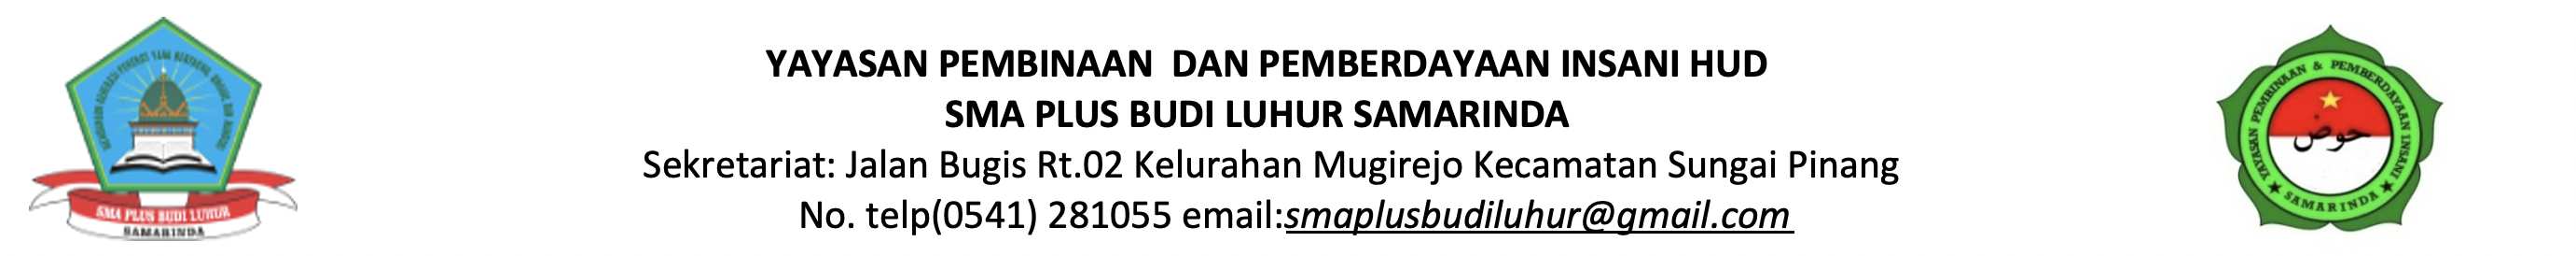 YAYASAN PEMBINAAN DAN PEMBERDAYAAN INSANI HUD
SMA PLUS BUDI LUHUR SAMARINDA
Sekretariat: Jalan Bugis Rt.02 Kelurahan Mugirejo Kecamatan Sungai Pinang
No. telp(0541) 281055 email:smaplusbudiluhur@gmail.com
GENERASI YANG
SMA PLUS BUDI LUHUR
SAMARINDA
YAYASAN PEMBINAAN & PEMBERDAYAAN INSANI
حوض
★ SAMARINDA ★